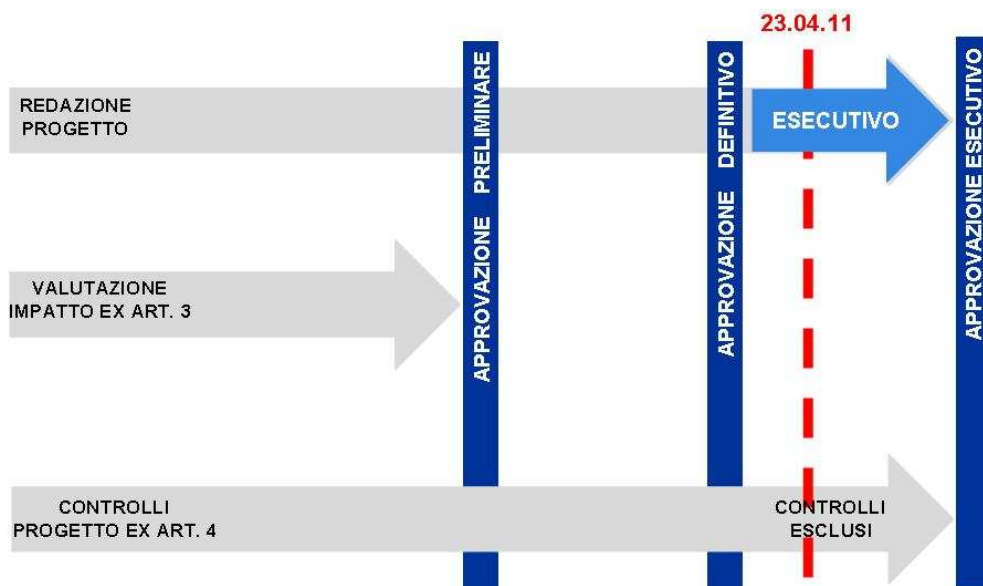 23.04.11
REDAZIONE
PROGETTO
ESECUTIVO
APPROVAZIONE PRELIMINARE
APPROVAZIONE DEFINITIVO
APPROVAZIONE ESECUTIVO
VALUTAZIONE
IMPATTO EX ART. 3
CONTROLLI
PROGETTO EX ART. 4
CONTROLLI
ESCLUSI